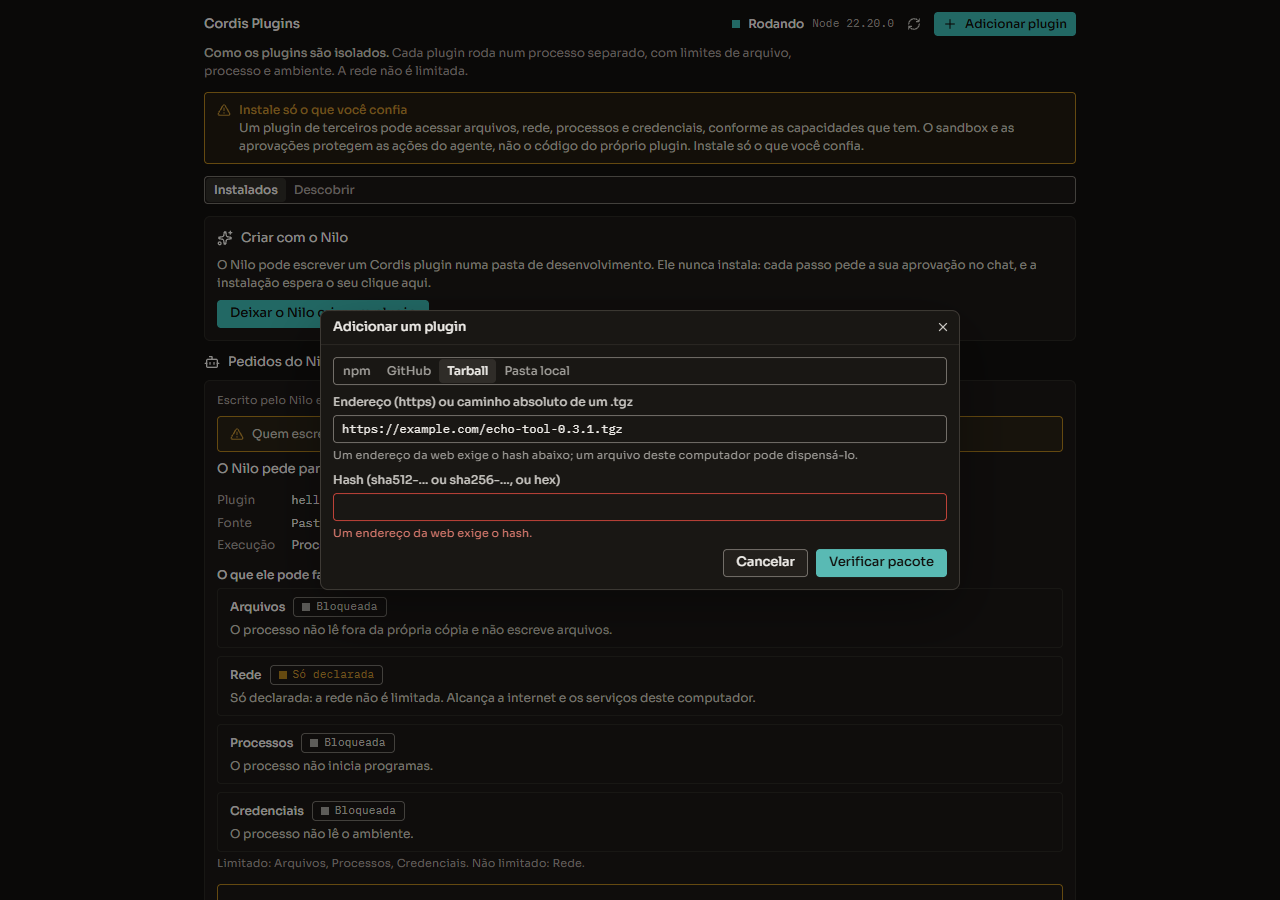 Cordis Plugins
Rodando Node 22.20.0
Adicionar plugin
Como os plugins são isolados. Cada plugin roda num processo separado, com limites de arquivo,
processo e ambiente. A rede não é limitada.
Instale só o que você confia
Um plugin de terceiros pode acessar arquivos, rede, processos e credenciais, conforme as capacidades que tem. O sandbox e as
aprovações protegem as ações do agente, não o código do próprio plugin. Instale só o que você confia.
Instalados Descobrir
Criar com o Nilo
O Nilo pode escrever um Cordis plugin numa pasta de desenvolvimento. Ele nunca instala: cada passo pede a sua aprovação no chat, e a
instalação espera o seu clique aqui.
Deixar o Nilo
Adicionar um plugin
npm GitHub Tarball Pasta local
Endereço (https) ou caminho absoluto de um .tgz
https://example.com/echo-tool-0.3.1.tgz
Um endereço da web exige o hash abaixo; um arquivo deste computador pode dispensá-lo.
Hash (sha512-... ou sha256-..., ou hex)
Um endereço da web exige o hash.
Cancelar Verificar pacote
Pedidos do
Escrito pelo Nilo
Quem
O Nilo pede
Plugin
Fonte
Execução
O que ele pode
Arquivos Bloqueada
O processo não lê fora da própria cópia e não escreve arquivos.
Rede Só declarada
Só declarada: a rede não é limitada. Alcança a internet e os serviços deste computador.
Processos Bloqueada
O processo não inicia programas.
Credenciais Bloqueada
O processo não lê o ambiente.
Limitado: Arquivos, Processos, Credenciais. Não limitado: Rede.